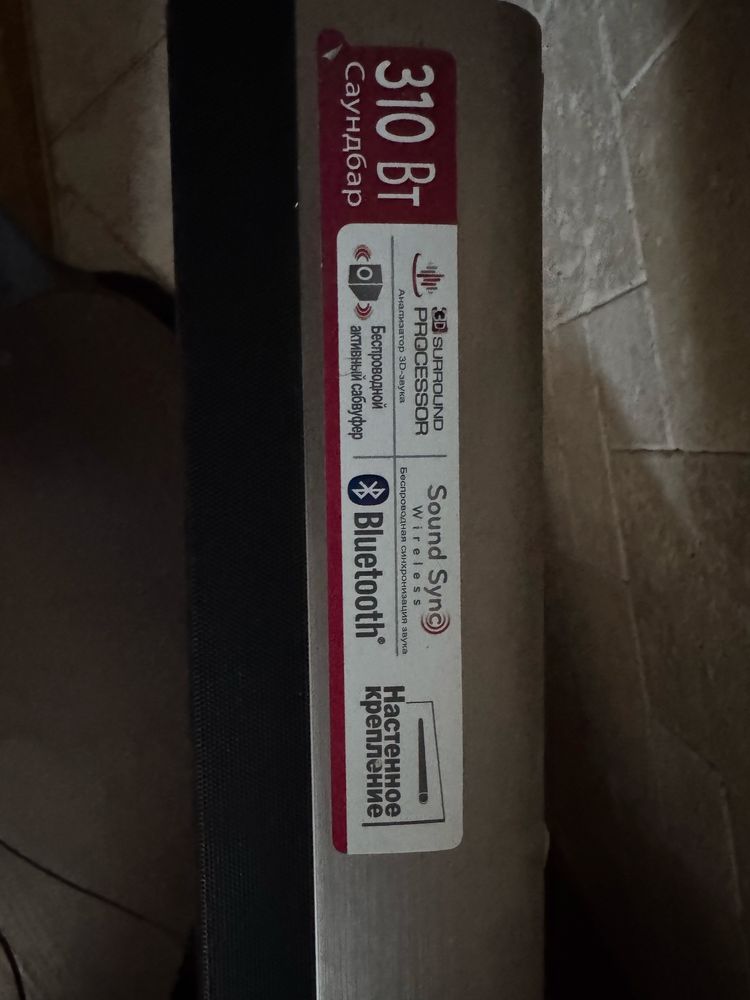 310 Вт
Саундбар
3D SURROUND
PROCESSOR
Анализатор 3D-звука
Sound Sync
Wireless
Беспроводная синхронизация звука
Беспроводной
активный сабвуфер
Bluetooth®
Настенное
крепление